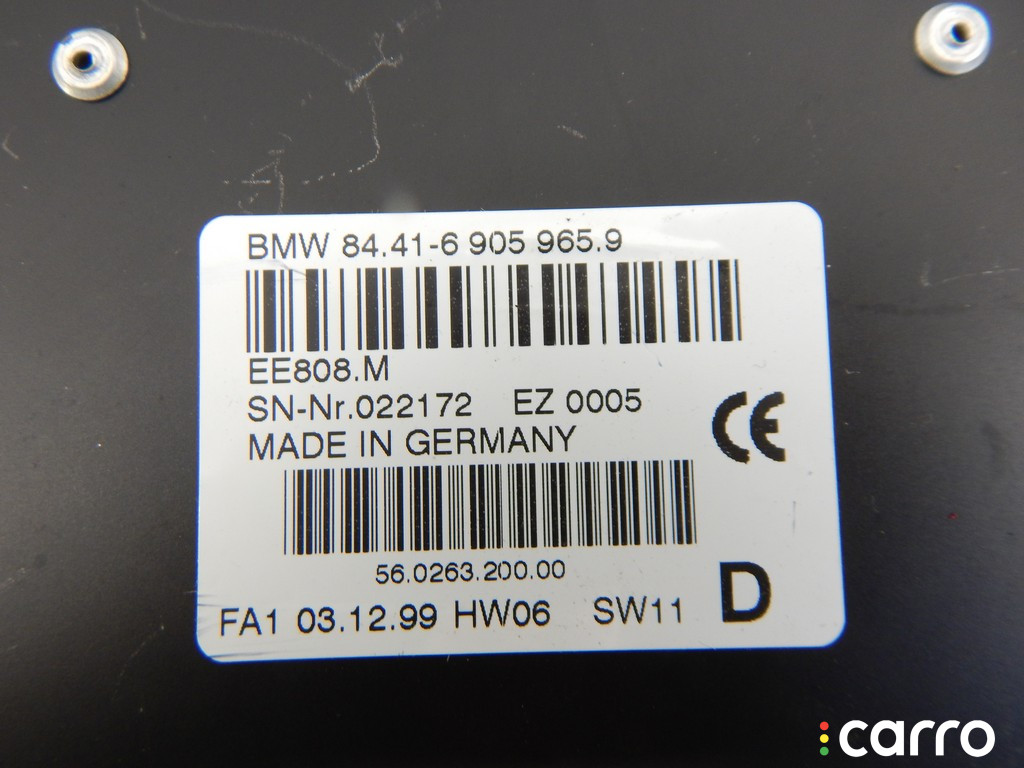 BMW 84.41-6 905 965.9
EE808.M
SN-Nr.022172 EZ 0005
MADE IN GERMANY
CE
56.0263.200.00
FA1 03.12.99 HW06 SW11 D
carro